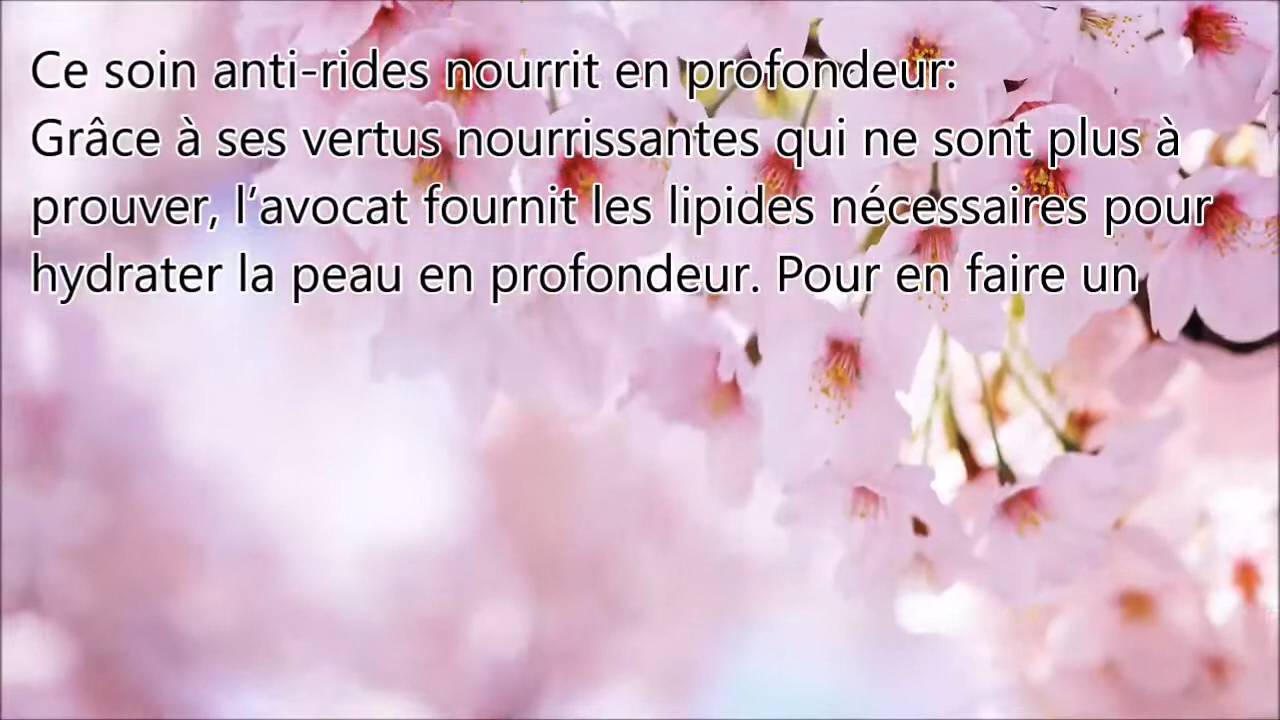 Ce soin anti-rides nourrit en profondeur:
Grâce à ses vertus nourrissantes qui ne sont plus à
prouver, l’avocat fournit les lipides nécessaires pour
hydrater la peau en profondeur. Pour en faire un